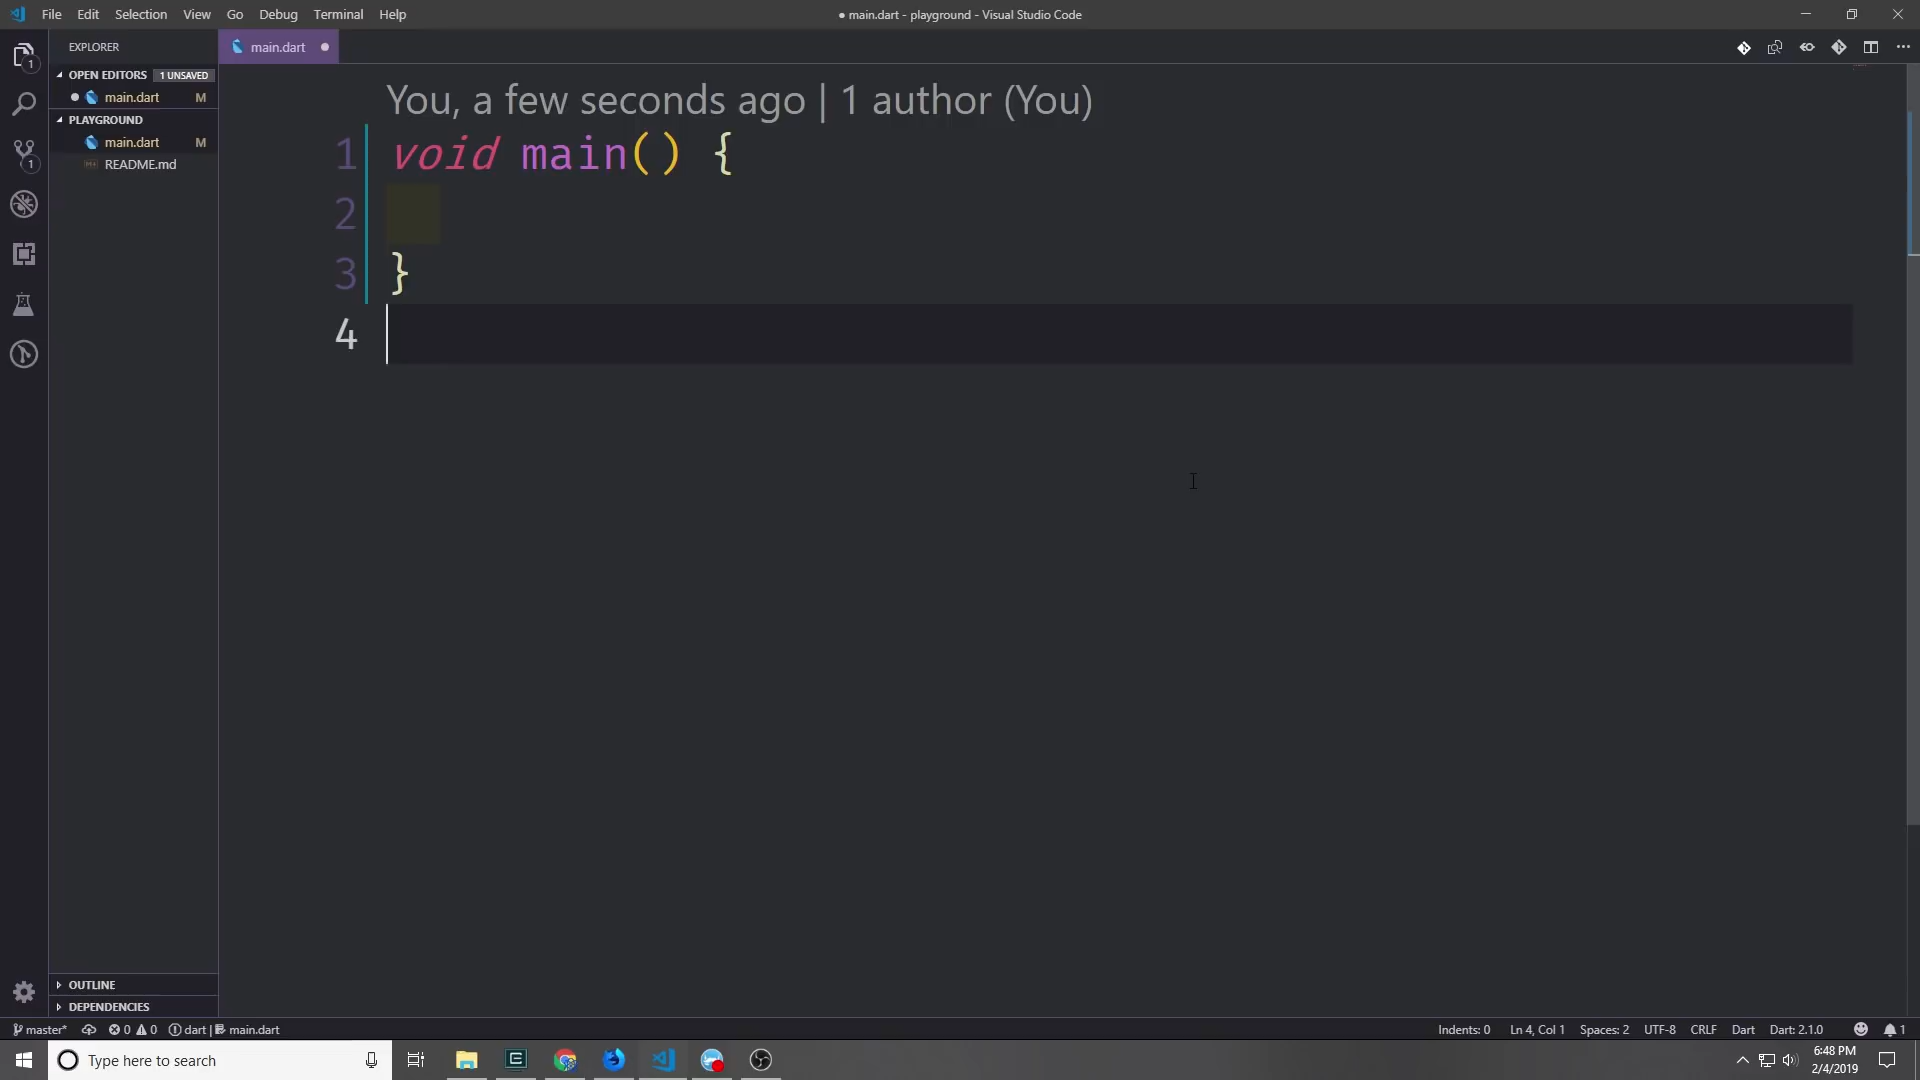 File Edit Selection View Go Debug Terminal Help
● main.dart - playground - Visual Studio Code
EXPLORER
main.dart
OPEN EDITORS 1 UNSAVED
main.dart M
PLAYGROUND
main.dart M
README.md
You, a few seconds ago | 1 author (You)
1 void main() {
2
3 }
4
OUTLINE
DEPENDENCIES
1
1
master* 0 0 dart | main.dart
Indents: 0 Ln 4, Col 1 Spaces: 2 UTF-8 CRLF Dart Dart: 2.1.0 1
Type here to search
6:48 PM
2/4/2019